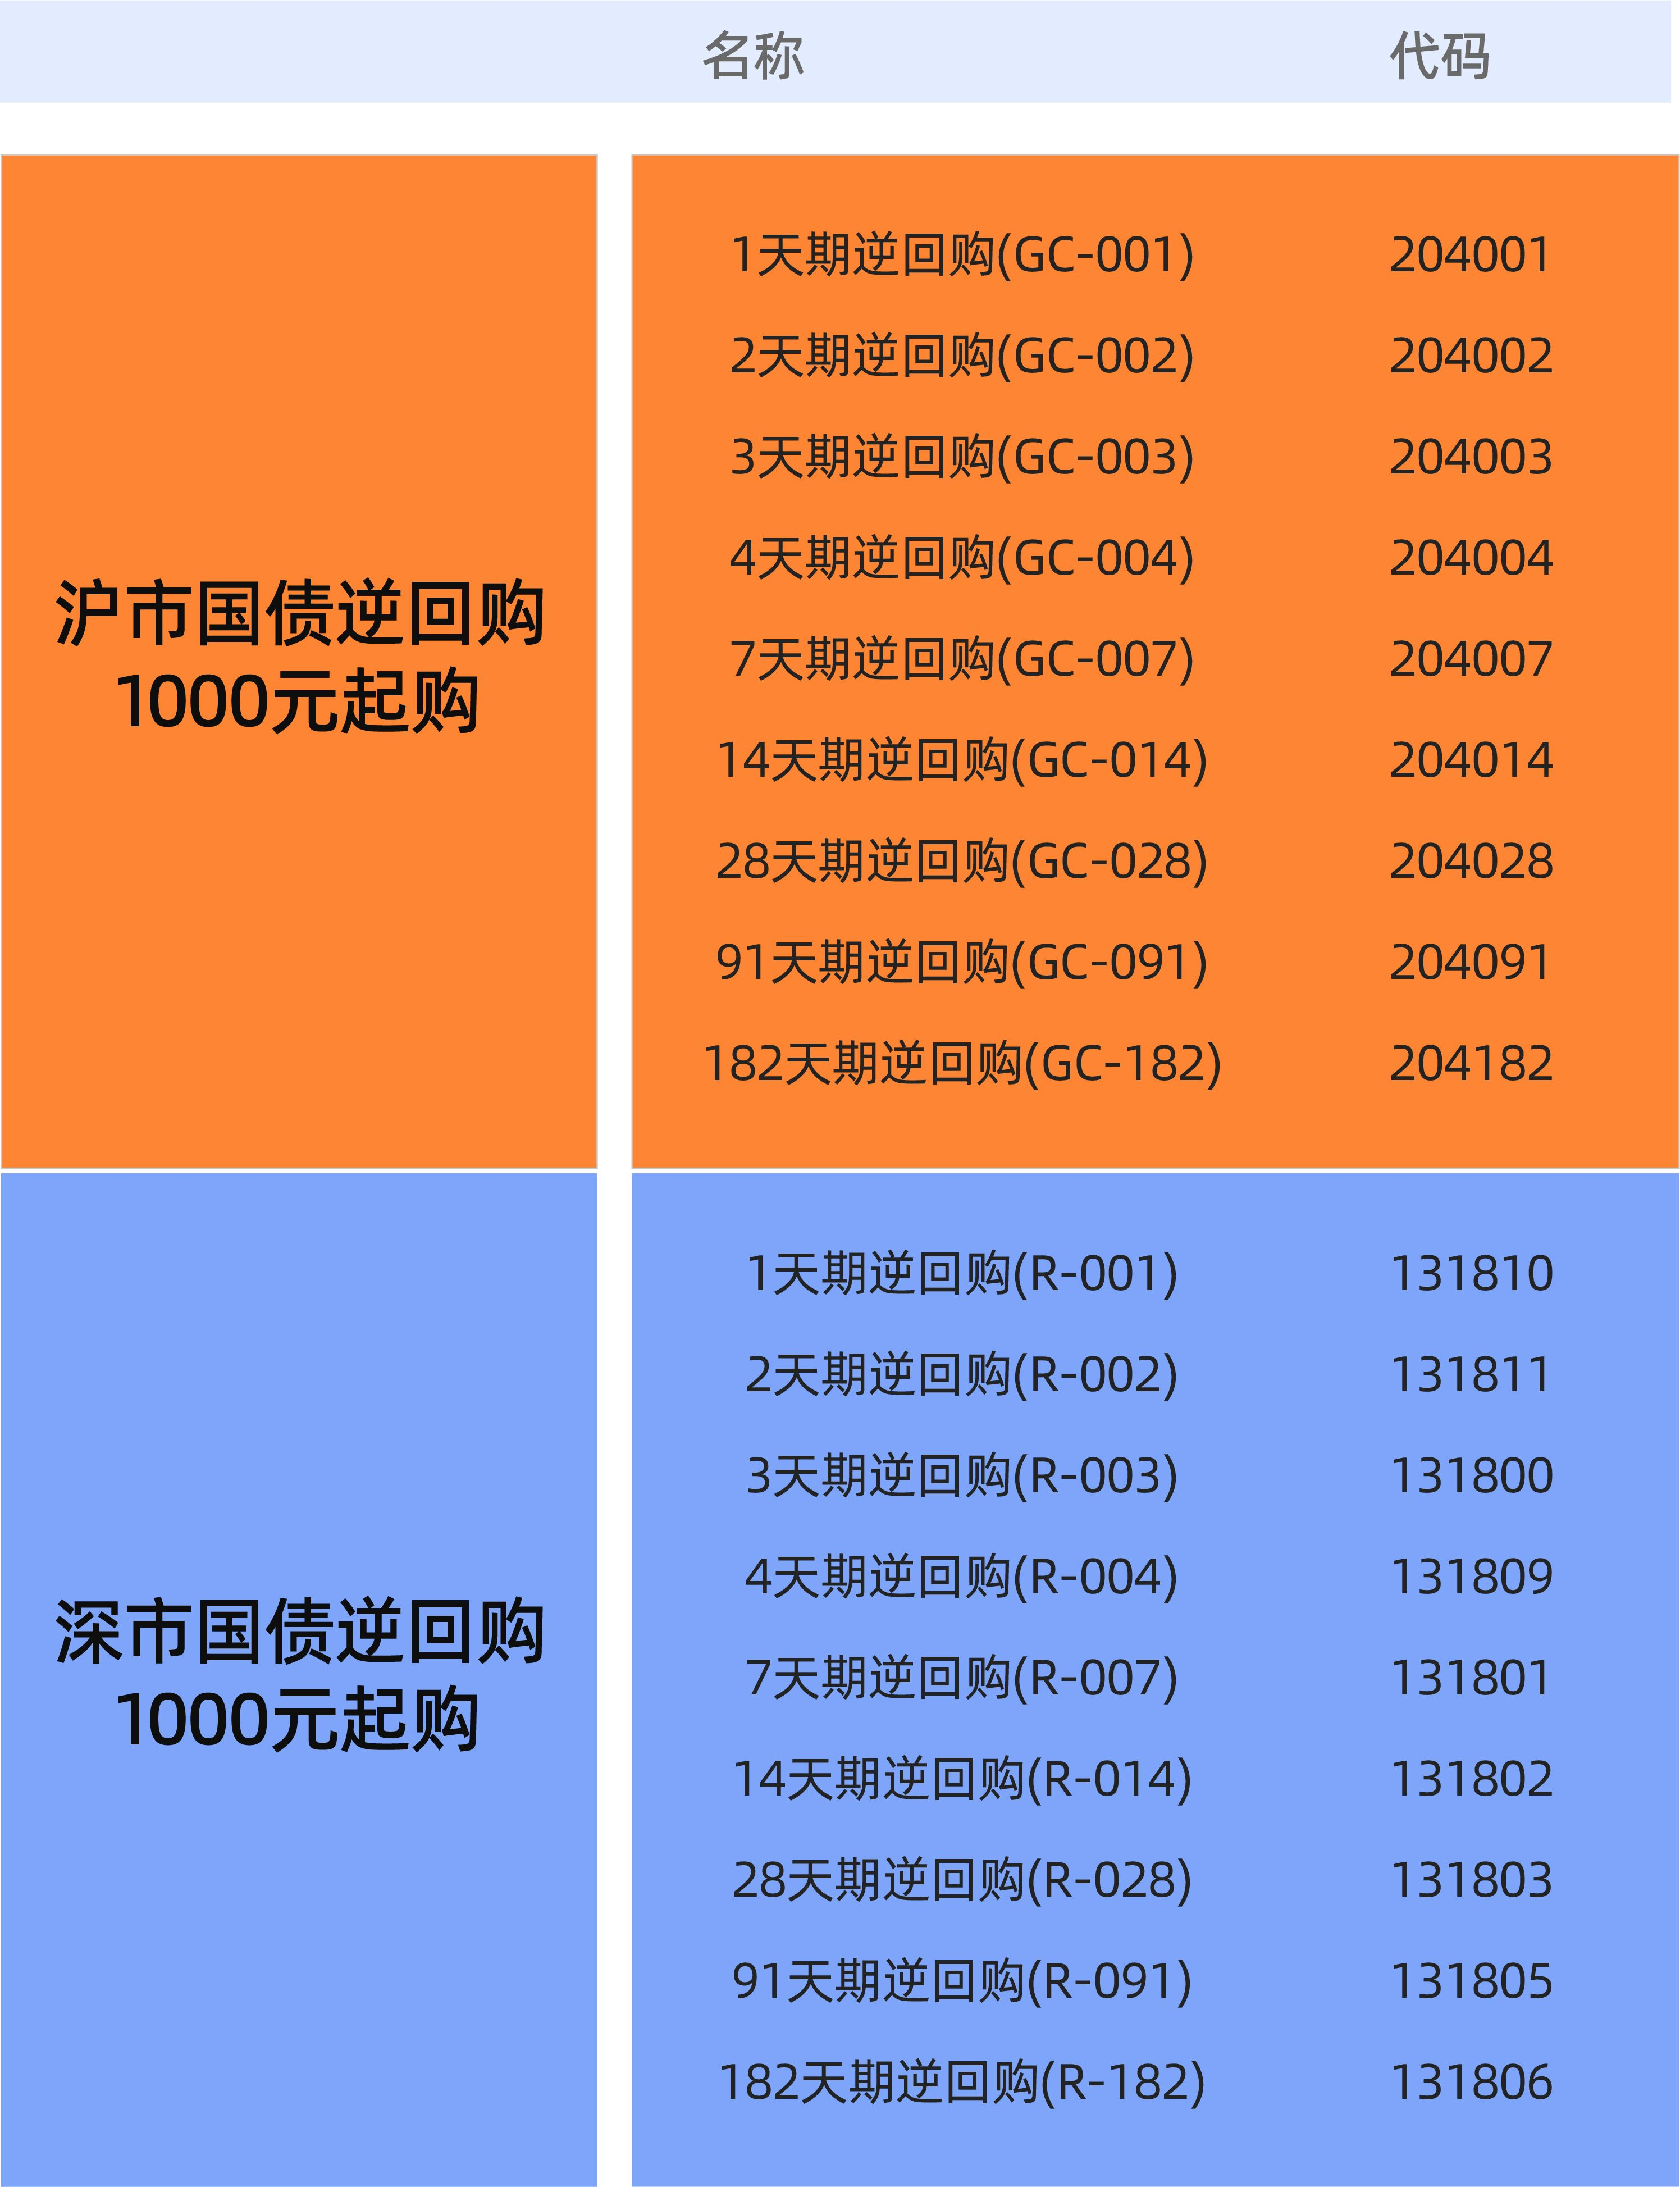 名称 代码
沪市国债逆回购
1000元起购
1天期逆回购(GC-001) 204001
2天期逆回购(GC-002) 204002
3天期逆回购(GC-003) 204003
4天期逆回购(GC-004) 204004
7天期逆回购(GC-007) 204007
14天期逆回购(GC-014) 204014
28天期逆回购(GC-028) 204028
91天期逆回购(GC-091) 204091
182天期逆回购(GC-182) 204182
深市国债逆回购
1000元起购
1天期逆回购(R-001) 131810
2天期逆回购(R-002) 131811
3天期逆回购(R-003) 131800
4天期逆回购(R-004) 131809
7天期逆回购(R-007) 131801
14天期逆回购(R-014) 131802
28天期逆回购(R-028) 131803
91天期逆回购(R-091) 131805
182天期逆回购(R-182) 131806